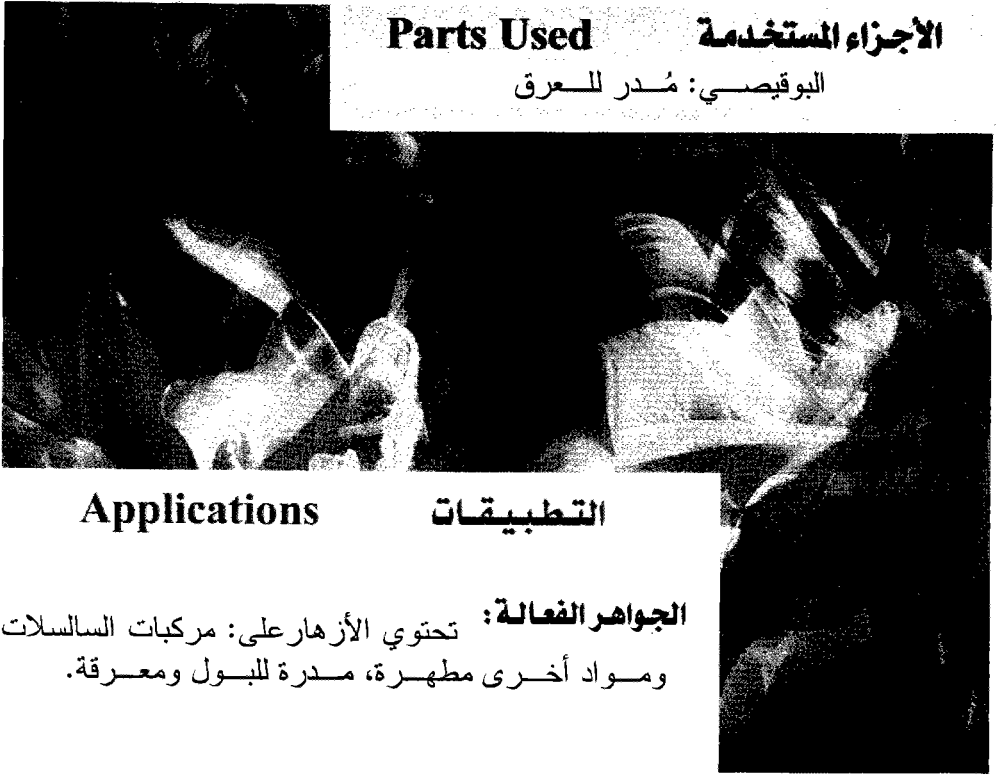 الأجزاء المستخدمة Parts Used
البوقيصي: مُدر للعرق
التطبيقات Applications
الجواهر الفعالة: تحتوي الأزهار على: مركبات السالسلات
ومواد أخرى مطهرة، مدرة للبول ومعرقة.